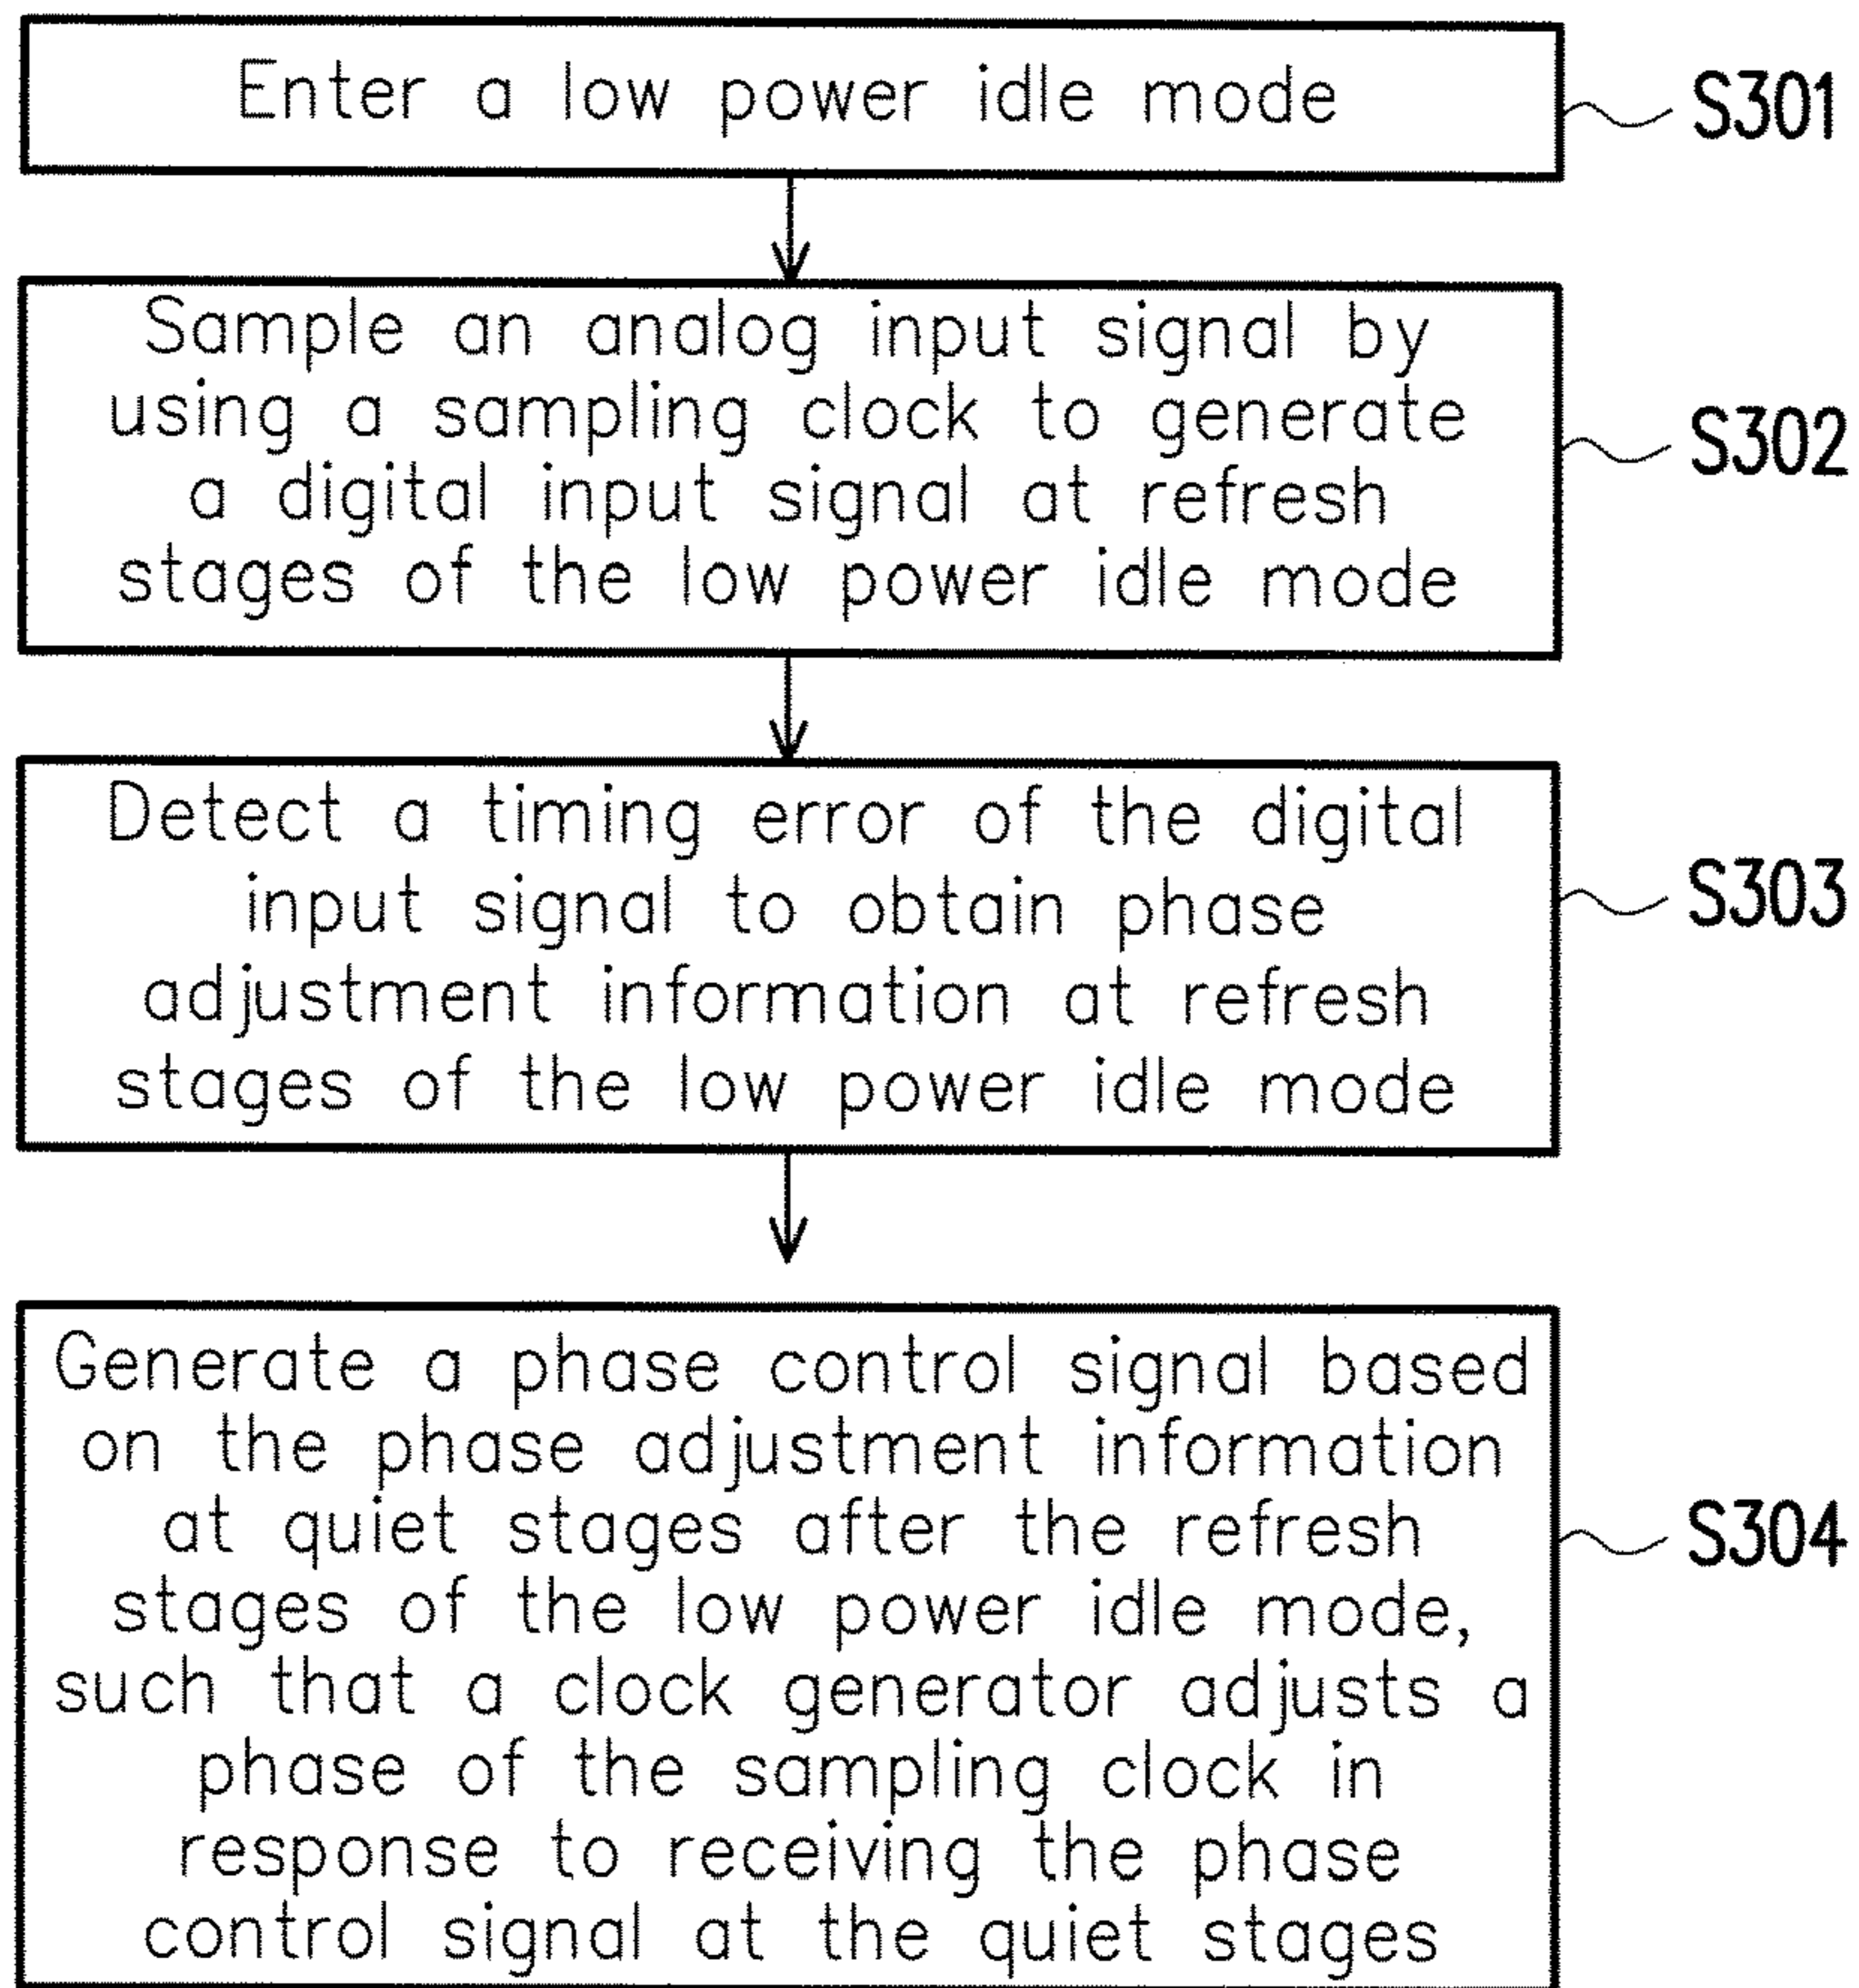 Enter a low power idle mode
S301
Sample an analog input signal by
using a sampling clock to generate
a digital input signal at refresh
stages of the low power idle mode
S302
Detect a timing error of the digital
input signal to obtain phase
adjustment information at refresh
stages of the low power idle mode
S303
Generate a phase control signal based
on the phase adjustment information
at quiet stages after the refresh
stages of the low power idle mode,
such that a clock generator adjusts a
phase of the sampling clock in
response to receiving the phase
control signal at the quiet stages
S304